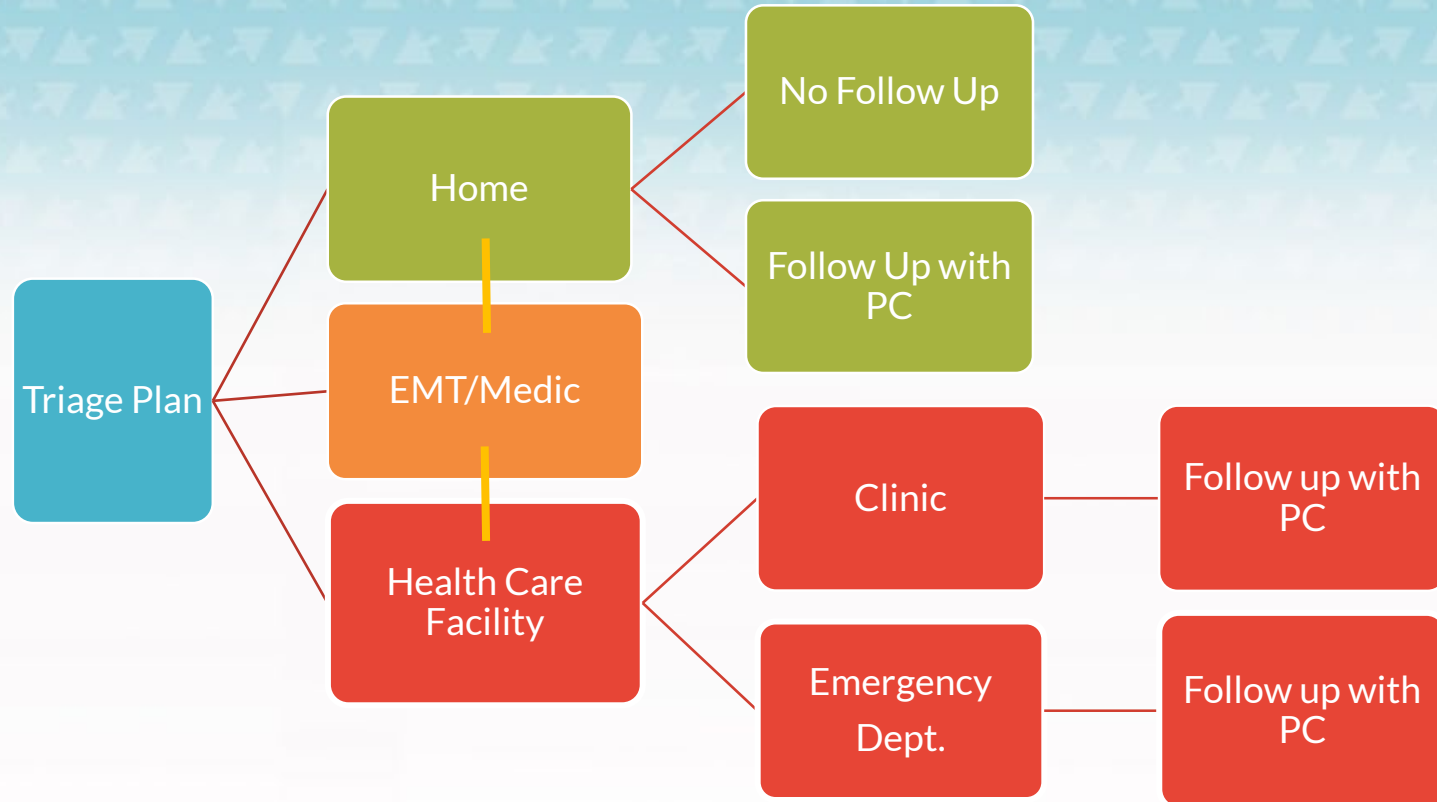 Triage Plan
Home
No Follow Up
Follow Up with
PC
EMT/Medic
Health Care
Facility
Clinic
Follow up with
PC
Emergency
Dept.
Follow up with
PC